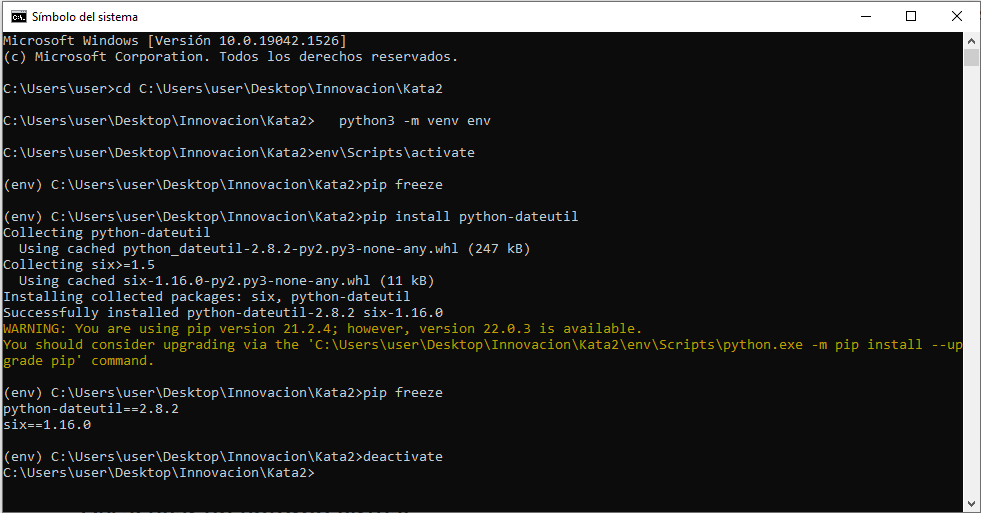 Símbolo del sistema
Microsoft Windows [Versión 10.0.19042.1526]
(c) Microsoft Corporation. Todos los derechos reservados.
C:\Users\user>cd C:\Users\user\Desktop\Innovacion\Kata2
C:\Users\user\Desktop\Innovacion\Kata2>   python3 -m venv env
C:\Users\user\Desktop\Innovacion\Kata2>env\Scripts\activate
(env) C:\Users\user\Desktop\Innovacion\Kata2>pip freeze
(env) C:\Users\user\Desktop\Innovacion\Kata2>pip install python-dateutil
Collecting python-dateutil
  Using cached python_dateutil-2.8.2-py2.py3-none-any.whl (247 kB)
Collecting six>=1.5
  Using cached six-1.16.0-py2.py3-none-any.whl (11 kB)
Installing collected packages: six, python-dateutil
Successfully installed python-dateutil-2.8.2 six-1.16.0
WARNING: You are using pip version 21.2.4; however, version 22.0.3 is available.
You should consider upgrading via the 'C:\Users\user\Desktop\Innovacion\Kata2\env\Scripts\python.exe -m pip install --up
grade pip' command.
(env) C:\Users\user\Desktop\Innovacion\Kata2>pip freeze
python-dateutil==2.8.2
six==1.16.0
(env) C:\Users\user\Desktop\Innovacion\Kata2>deactivate
C:\Users\user\Desktop\Innovacion\Kata2>